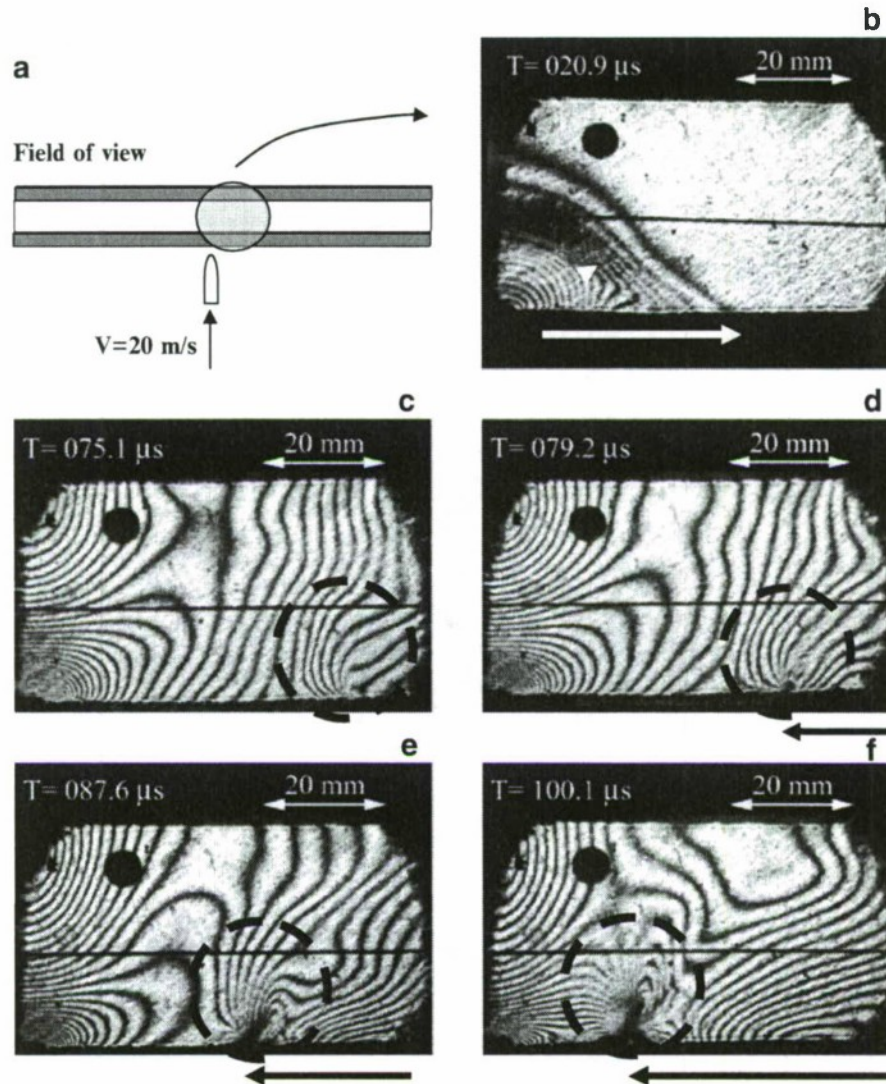 a
Field of view
V=20 m/s
b
T= 020.9 µs
20 mm
c
T= 075.1 µs
20 mm
d
T= 079.2 µs
20 mm
e
T= 087.6 µs
20 mm
f
T= 100.1 µs
20 mm